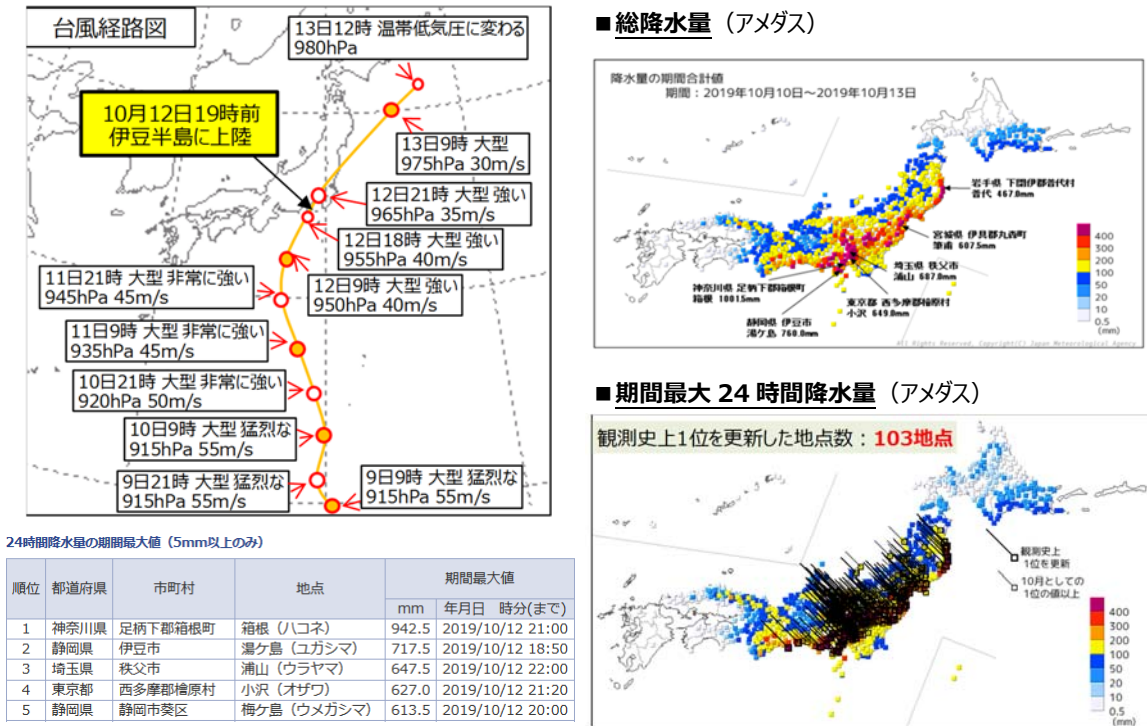 台風経路図
13日12時 温帯低気圧に変わる
980hPa
10月12日19時前
伊豆半島に上陸
13日9時 大型
975hPa 30m/s
12日21時 大型 強い
965hPa 35m/s
12日18時 大型 強い
955hPa 40m/s
12日9時 大型 強い
950hPa 40m/s
11日21時 大型 非常に強い
945hPa 45m/s
11日9時 大型 非常に強い
935hPa 45m/s
10日21時 大型 非常に強い
920hPa 50m/s
10日9時 大型 猛烈な
915hPa 55m/s
9日21時 大型 猛烈な
915hPa 55m/s
9日9時 大型 猛烈な
915hPa 55m/s
24時間降水量の期間最大値（5mm以上のみ）
順位 都道府県 市町村 地点 期間最大値
mm 年月日 時分(まで)
1 神奈川県 足柄下郡箱根町 箱根（ハコネ） 942.5 2019/10/12 21:00
2 静岡県 伊豆市 湯ケ島（ユガシマ） 717.5 2019/10/12 18:50
3 埼玉県 秩父市 浦山（ウラヤマ） 647.5 2019/10/12 22:00
4 東京都 西多摩郡檜原村 小沢（オザワ） 627.0 2019/10/12 21:20
5 静岡県 静岡市葵区 梅ケ島（ウメガシマ） 613.5 2019/10/12 20:00
■総降水量（アメダス）
降水量の期間合計値
期間：2019年10月10日～2019年10月13日
岩手県 下閉伊郡普代村
普代 467.0mm
宮城県 伊具郡丸森町
筆甫 607.5mm
埼玉県 秩父市
浦山 687.0mm
神奈川県 足柄下郡箱根町
箱根 1001.5mm
東京都 西多摩郡檜原村
小沢 649.0mm
静岡県 伊豆市
湯ケ島 760.0mm
400
300
200
100
50
20
10
0.5
(mm)
All Rights Reserved, Copyright(C) Japan Meteorological Agency
■期間最大 24 時間降水量（アメダス）
観測史上1位を更新した地点数：103地点
観測史上
1位を更新
10月としての
1位の値以上
400
300
200
100
50
20
10
0.5
(mm)